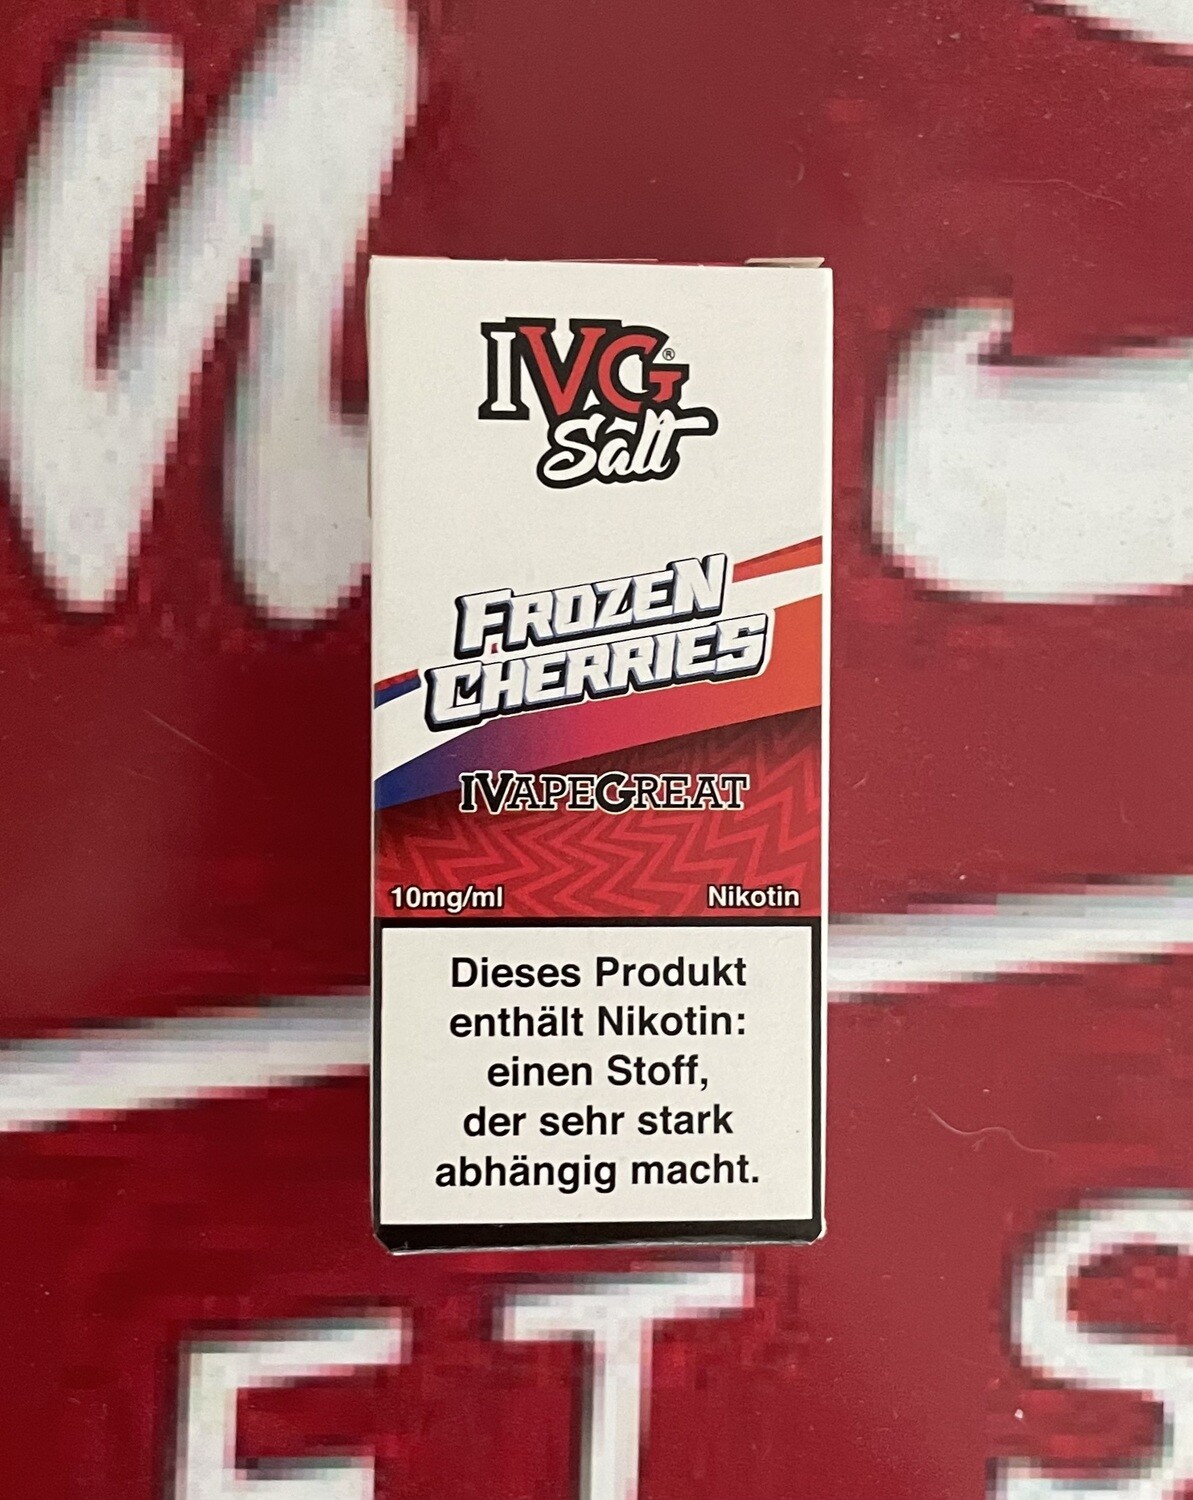 IVG®
Salt
FROZEN
CHERRIES
IVAPEGREAT
10mg/ml Nikotin
Dieses Produkt
enthält Nikotin:
einen Stoff,
der sehr stark
abhängig macht.
ETS